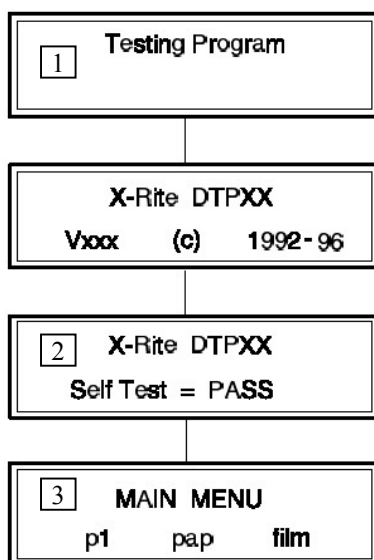 1 Testing Program
X-Rite DTPXX
Vxxx (c) 1992-96
2 X-Rite DTPXX
Self Test = PASS
3 MAIN MENU
p1 pap film